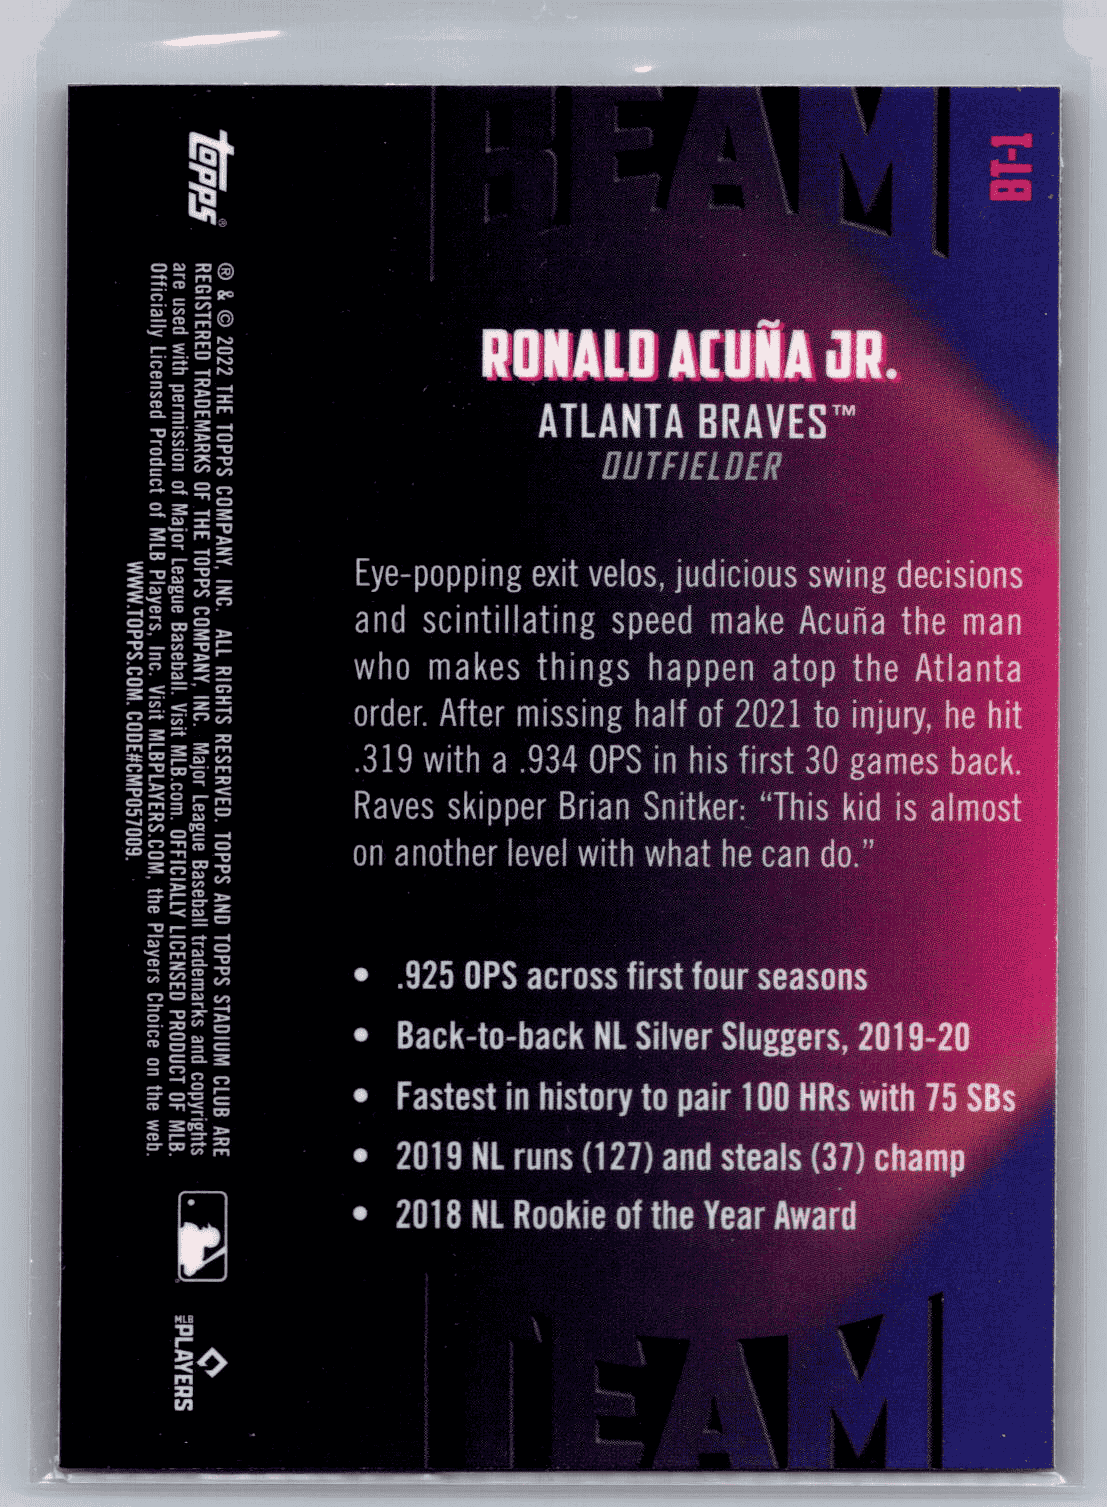 BEAM
BT-1
RONALD ACUÑA JR.
ATLANTA BRAVES™
OUTFIELDER
Eye-popping exit velos, judicious swing decisions
and scintillating speed make Acuña the man
who makes things happen atop the Atlanta
order. After missing half of 2021 to injury, he hit
.319 with a .934 OPS in his first 30 games back.
Raves skipper Brian Snitker: “This kid is almost
on another level with what he can do.”
• .925 OPS across first four seasons
• Back-to-back NL Silver Sluggers, 2019-20
• Fastest in history to pair 100 HRs with 75 SBs
• 2019 NL runs (127) and steals (37) champ
• 2018 NL Rookie of the Year Award
TEAM
topps®
® & © 2022 THE TOPPS COMPANY, INC. ALL RIGHTS RESERVED. TOPPS AND TOPPS STADIUM CLUB ARE
REGISTERED TRADEMARKS OF THE TOPPS COMPANY, INC. Major League Baseball trademarks and copyrights
are used with permission of Major League Baseball. Visit MLB.com. OFFICIALLY LICENSED PRODUCT OF MLB
Officially Licensed Product of MLB Players, Inc. Visit MLBPLAYERS.COM, the Players Choice on the web.
WWW.TOPPS.COM. CODE#CMP057009.
MLB
PLAYERS